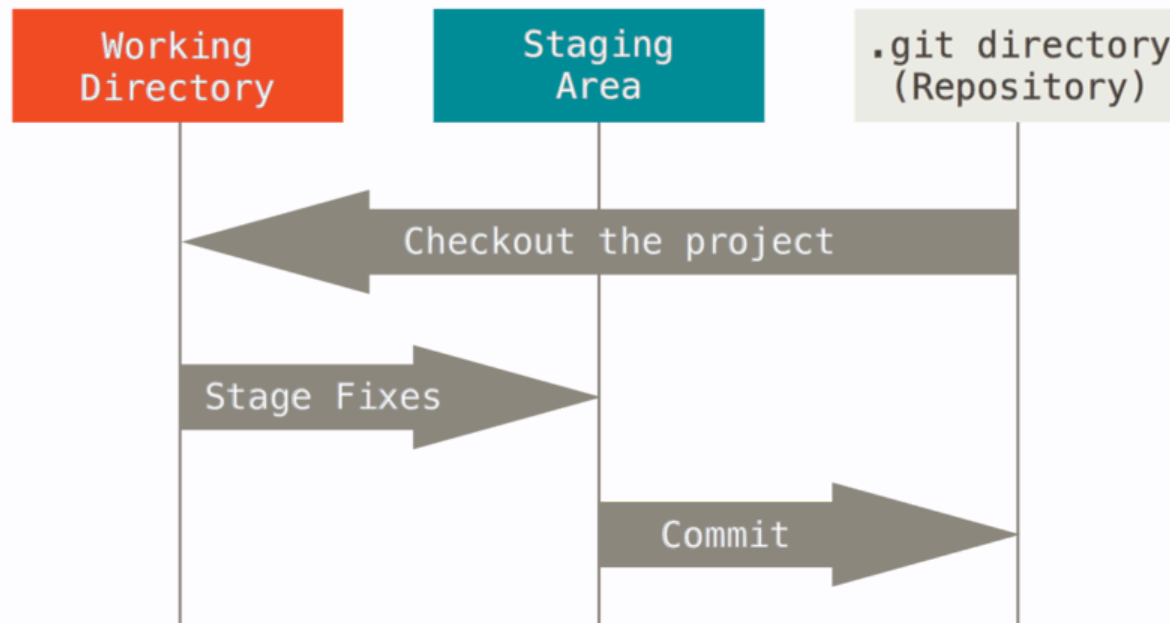 Working
Directory
Staging
Area
.git directory
(Repository)
Checkout the project
Stage Fixes
Commit